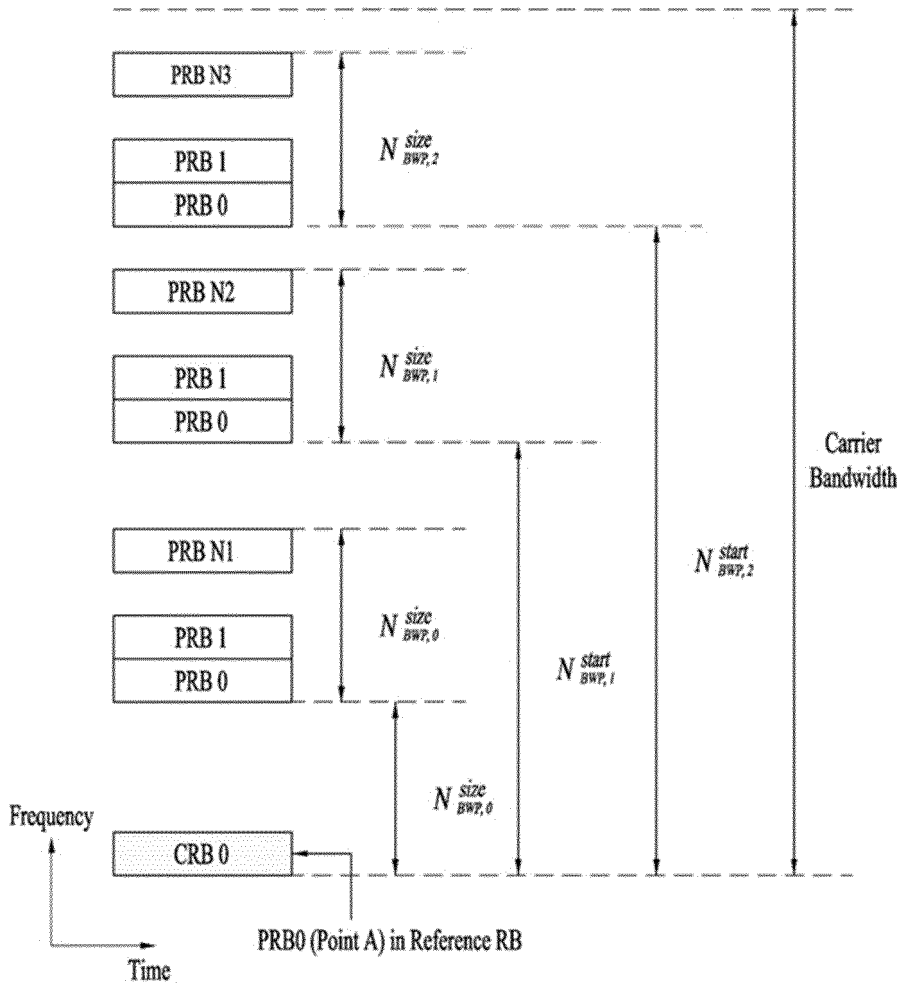 PRB N3
N size BWP, 2
PRB 1
PRB 0
PRB N2
N size BWP, 1
PRB 1
PRB 0
Carrier
Bandwidth
PRB N1
N start BWP, 2
N size BWP, 0
PRB 1
N start BWP, 1
PRB 0
N size BWP, 0
Frequency
CRB 0
PRB0 (Point A) in Reference RB
Time